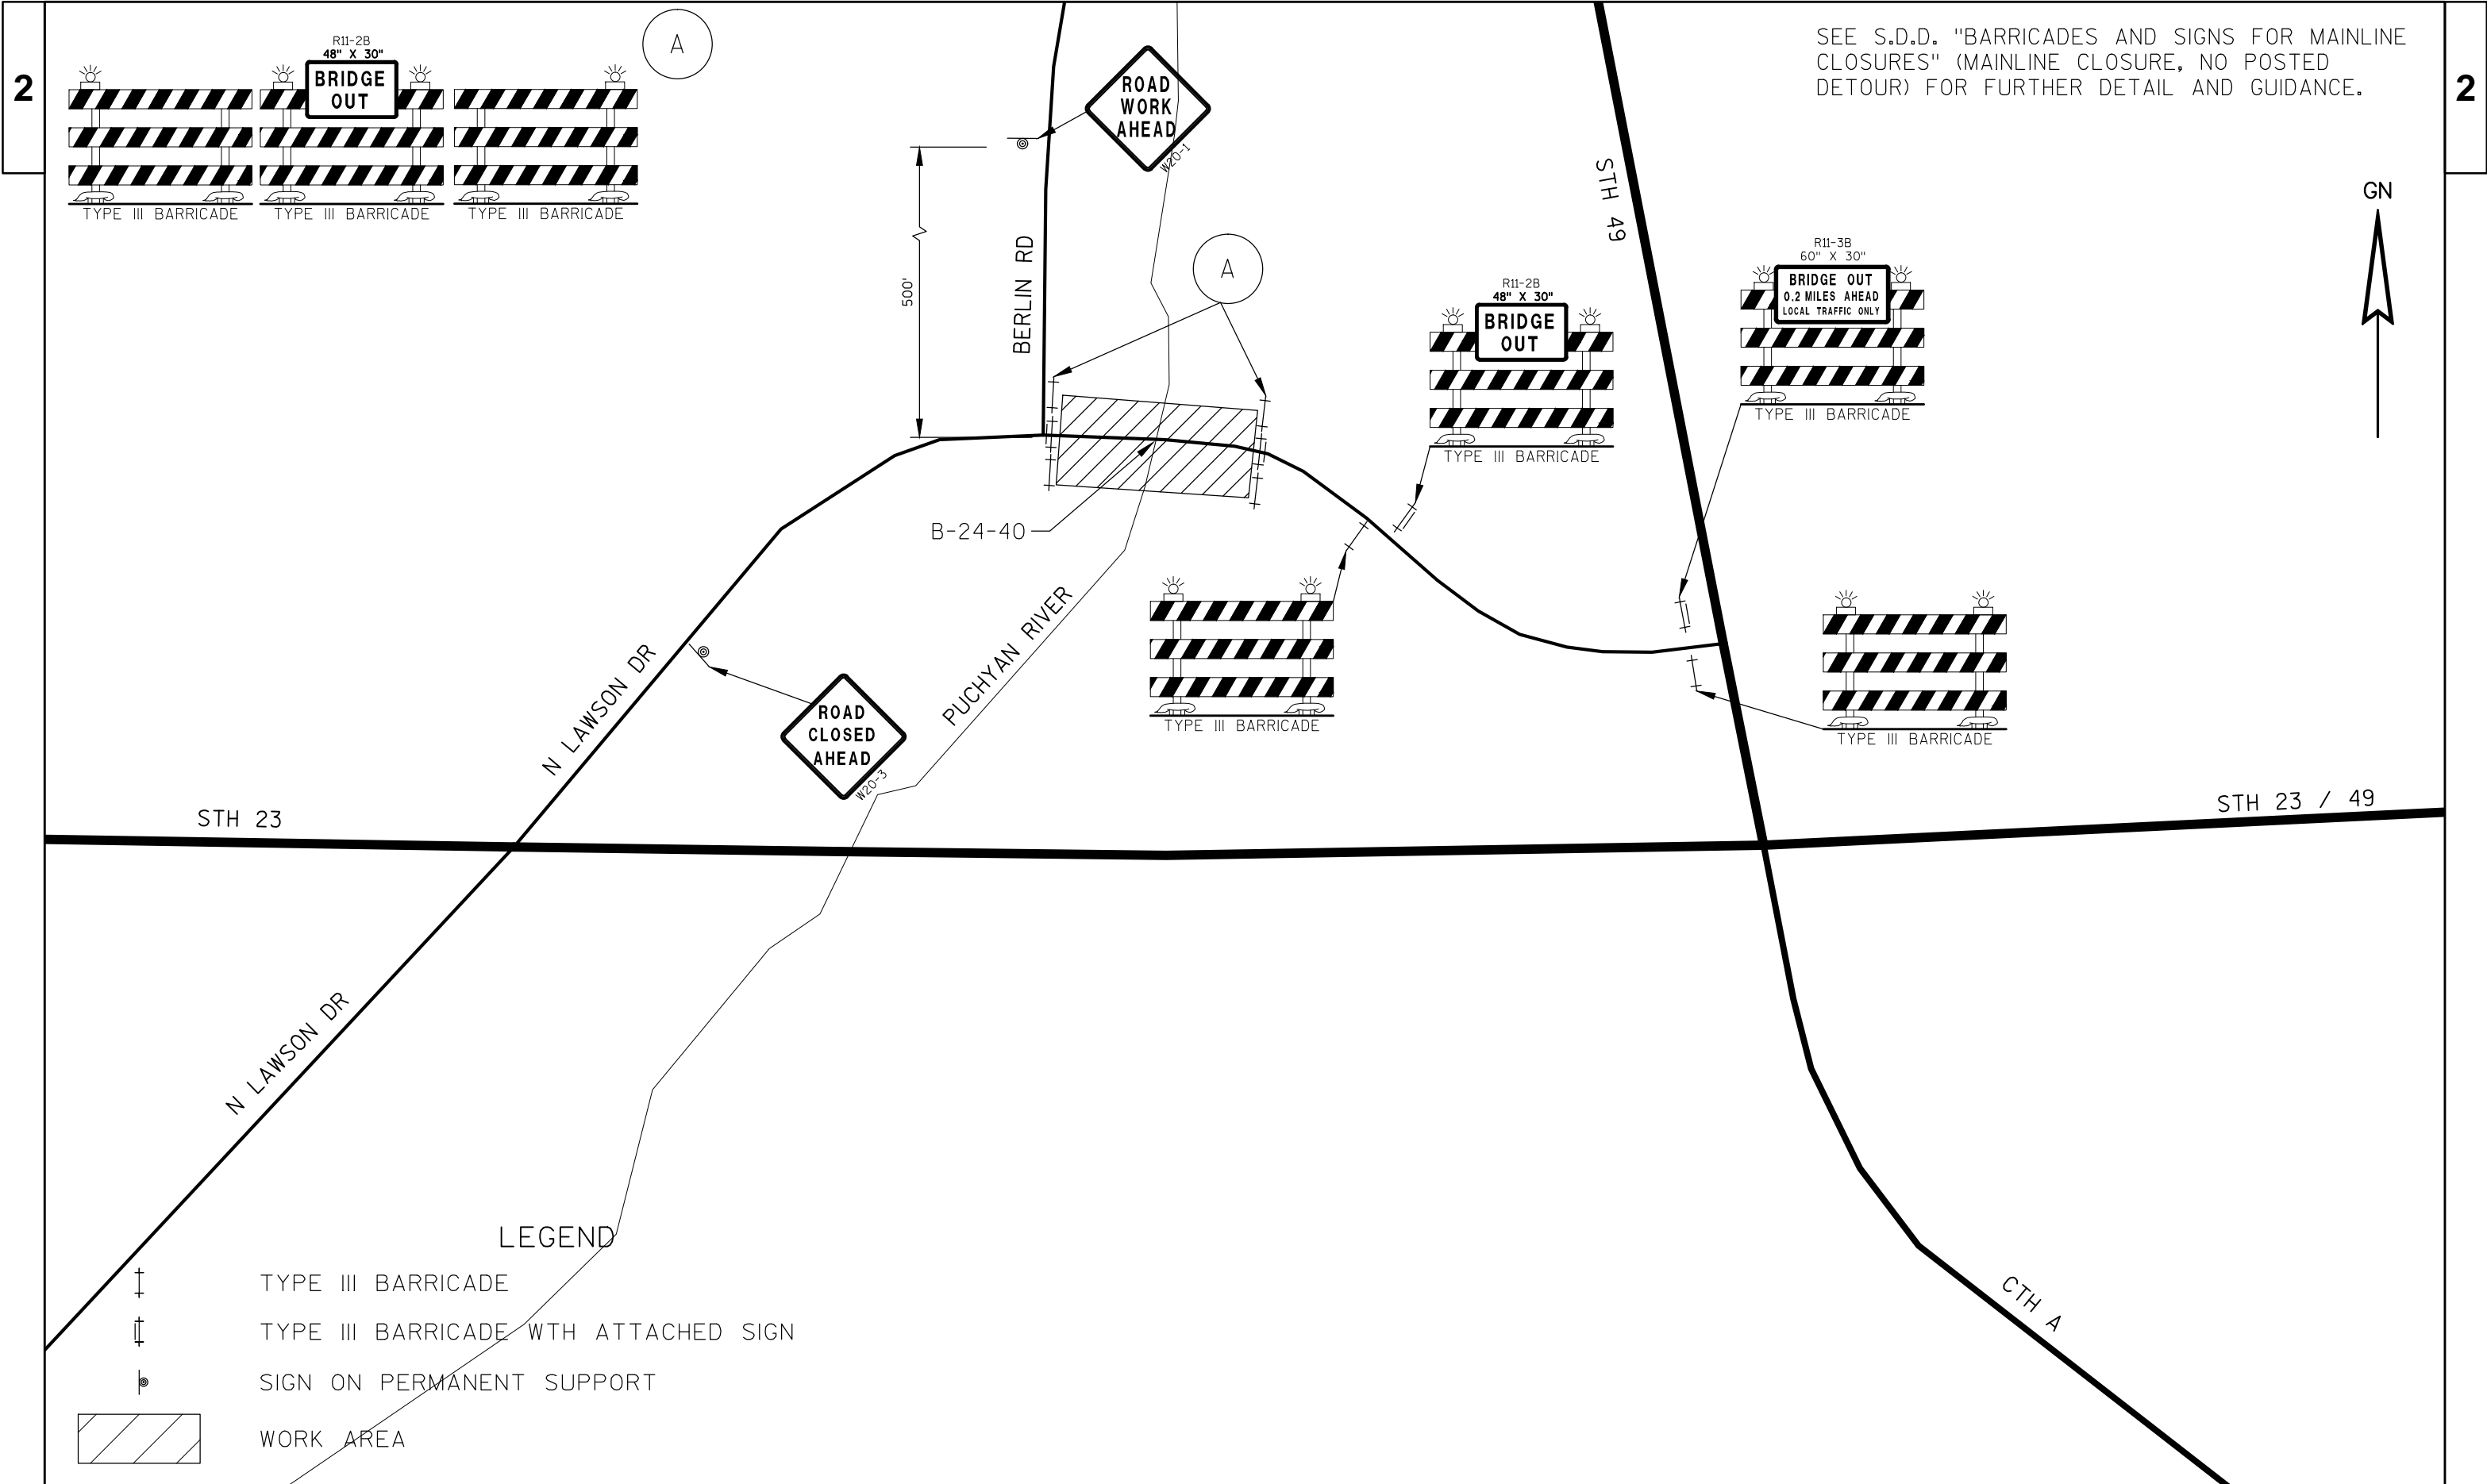 2
R11-2B
48" X 30"
BRIDGE
OUT
TYPE III BARRICADE
TYPE III BARRICADE
TYPE III BARRICADE
A
ROAD
WORK
AHEAD
W20-1
SEE S.D.D. "BARRICADES AND SIGNS FOR MAINLINE
CLOSURES" (MAINLINE CLOSURE, NO POSTED
DETOUR) FOR FURTHER DETAIL AND GUIDANCE.
2
GN
STH 49
500'
BERLIN RD
A
R11-2B
48" X 30"
BRIDGE
OUT
TYPE III BARRICADE
R11-3B
60" X 30"
BRIDGE OUT
0.2 MILES AHEAD
LOCAL TRAFFIC ONLY
TYPE III BARRICADE
B-24-40
N LAWSON DR
PUCHYAN RIVER
ROAD
CLOSED
AHEAD
W20-3
TYPE III BARRICADE
TYPE III BARRICADE
STH 23
STH 23 / 49
N LAWSON DR
CTH A
LEGEND
TYPE III BARRICADE
TYPE III BARRICADE WTH ATTACHED SIGN
SIGN ON PERMANENT SUPPORT
WORK AREA